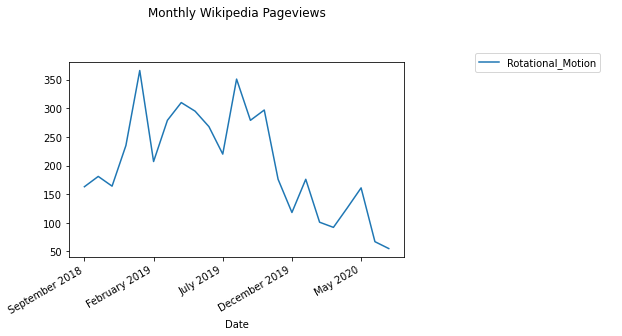 Monthly Wikipedia Pageviews
Rotational_Motion
350
300
250
200
150
100
50
September 2018
February 2019
July 2019
December 2019
May 2020
Date